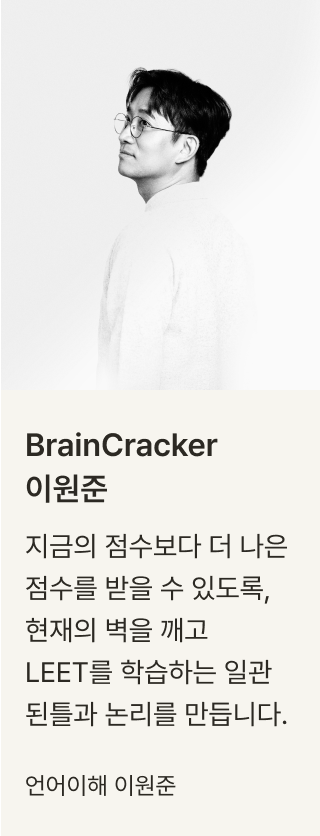 BrainCracker
이원준
지금의 점수보다 더 나은
점수를 받을 수 있도록,
현재의 벽을 깨고
LEET를 학습하는 일관
된틀과 논리를 만듭니다.
언어이해 이원준